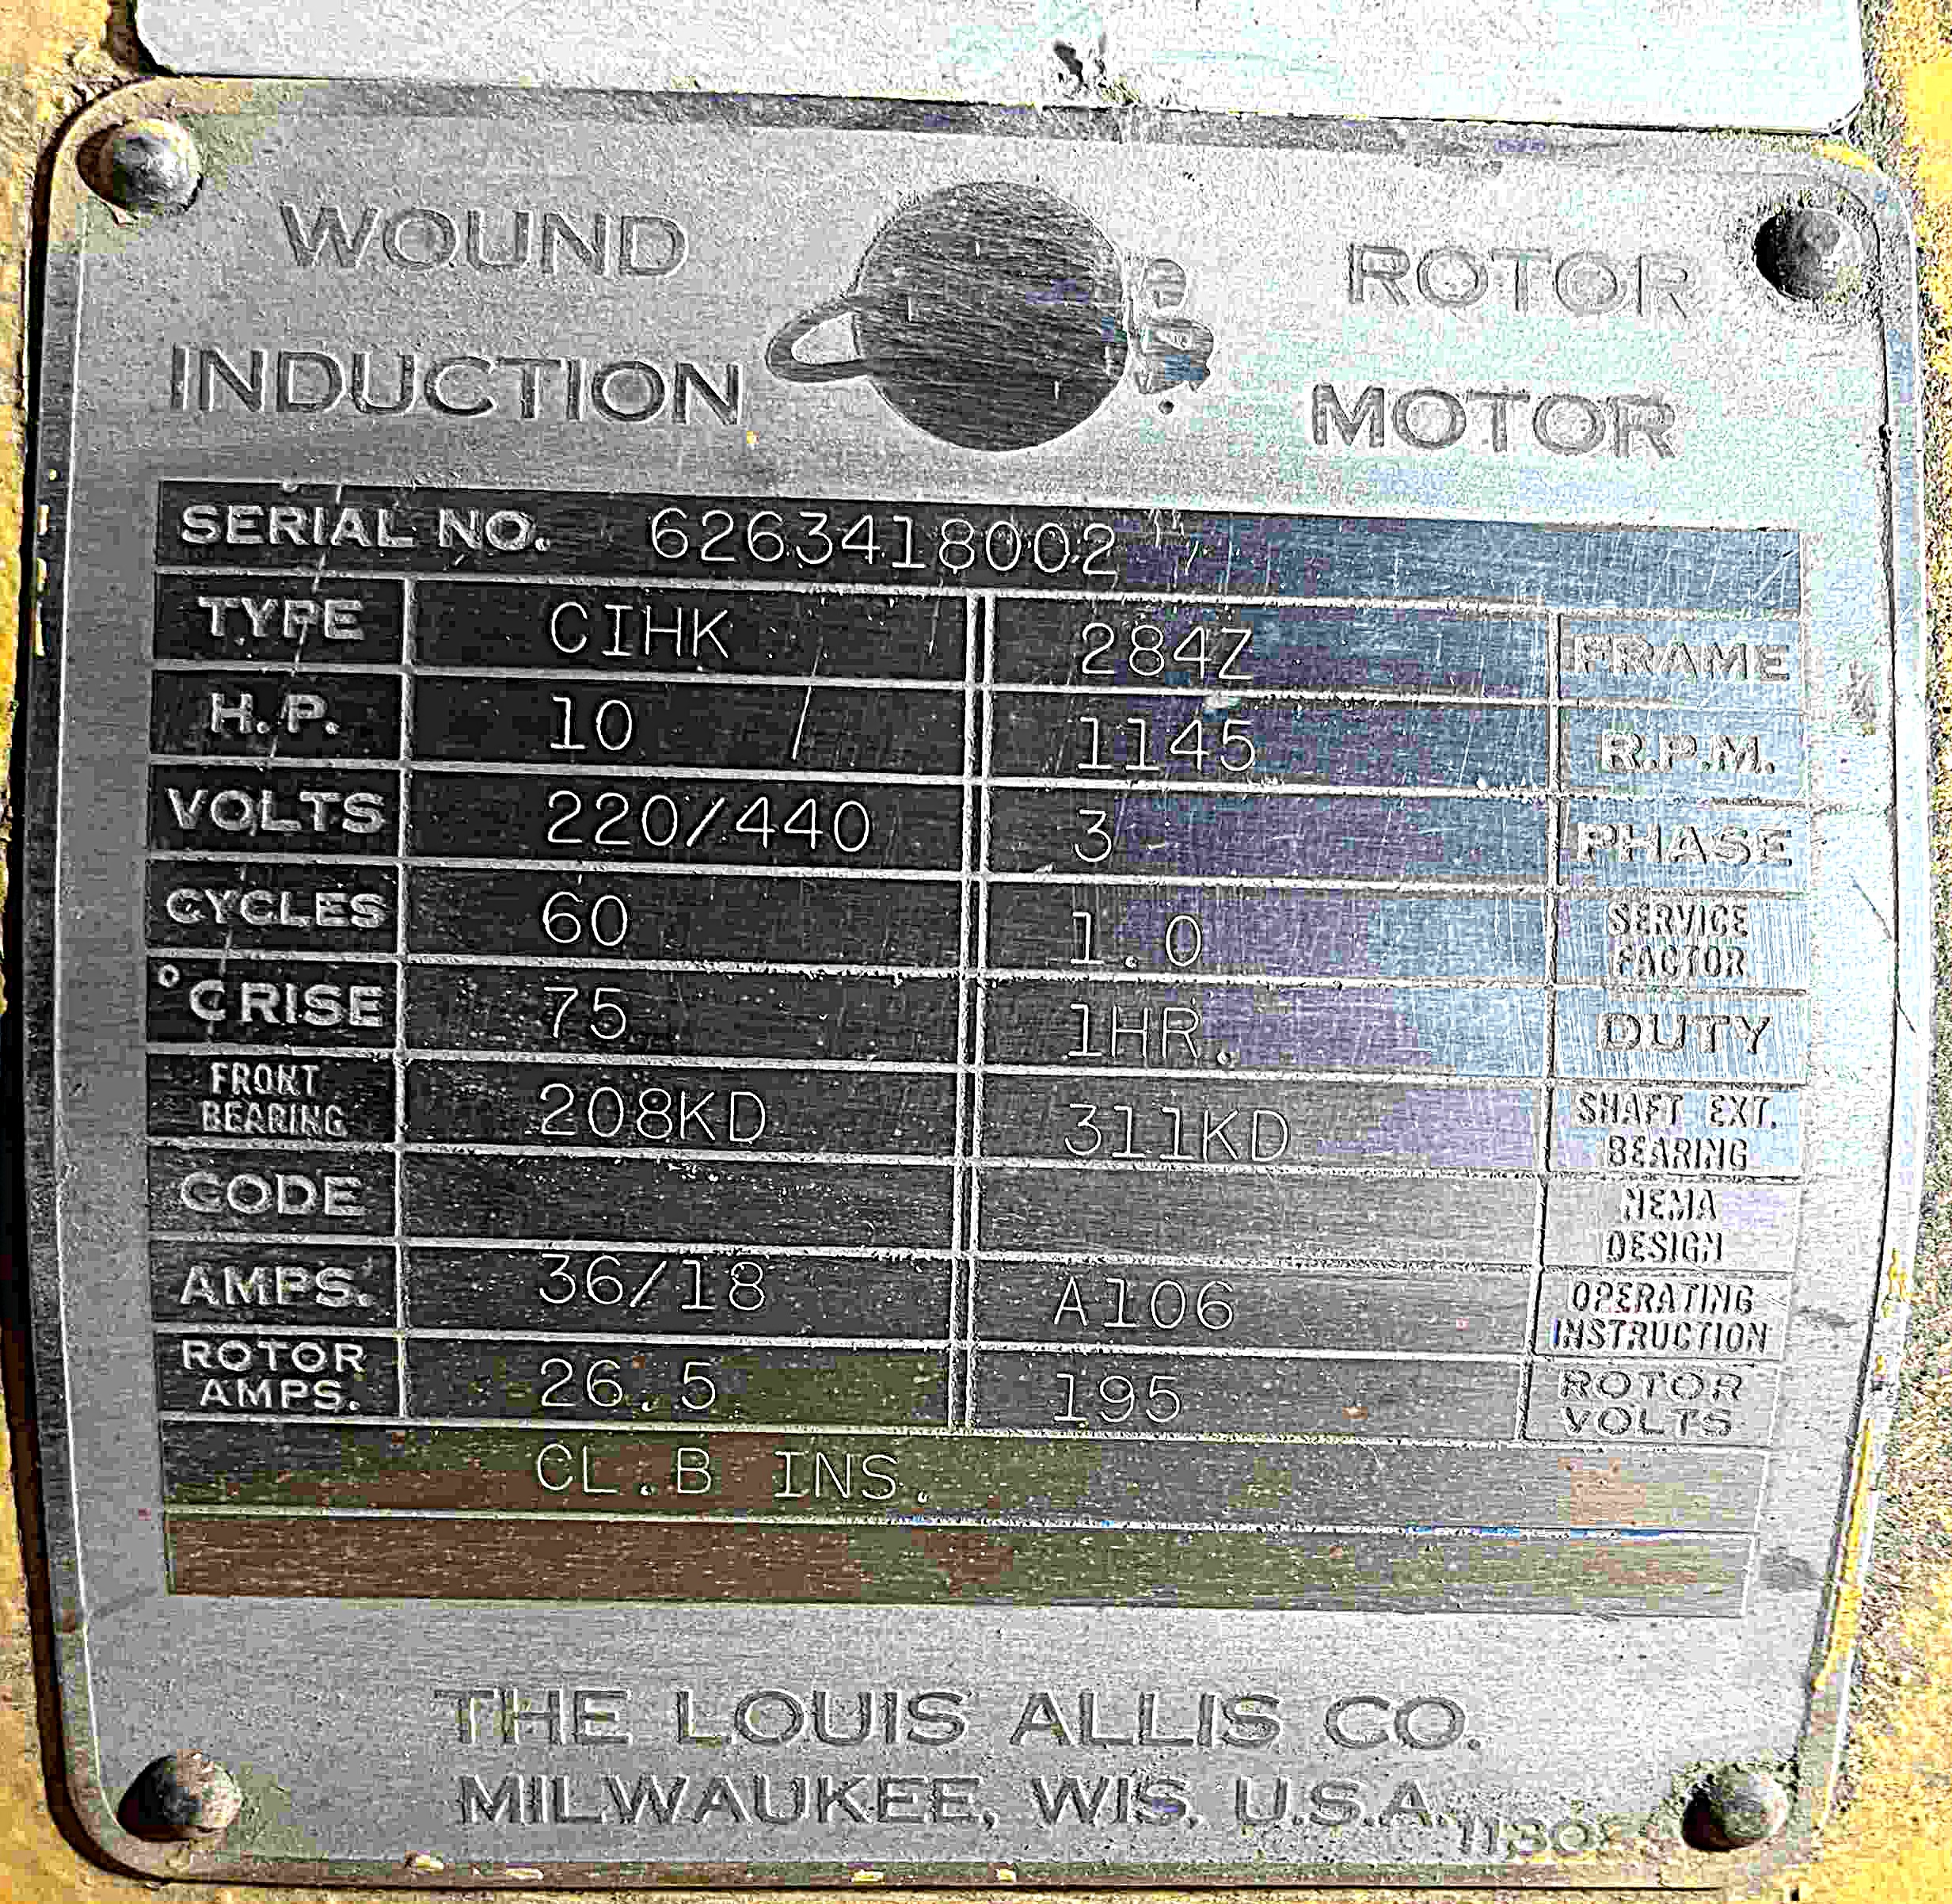 WOUND ROTOR
INDUCTION MOTOR
SERIAL NO. 6263418002
TYPE CIHK 284Z FRAME
H.P. 10 1145 R.P.M.
VOLTS 220/440 3 PHASE
CYCLES 60 1.0 SERVICE FACTOR
°C RISE 75 1HR. DUTY
FRONT BEARING 208KD 311KD SHAFT EXT. BEARING
CODE NEMA DESIGN
AMPS. 36/18 A106 OPERATING INSTRUCTION
ROTOR AMPS. 26.5 195 ROTOR VOLTS
CL.B INS.
THE LOUIS ALLIS CO.
MILWAUKEE, WIS. U.S.A.